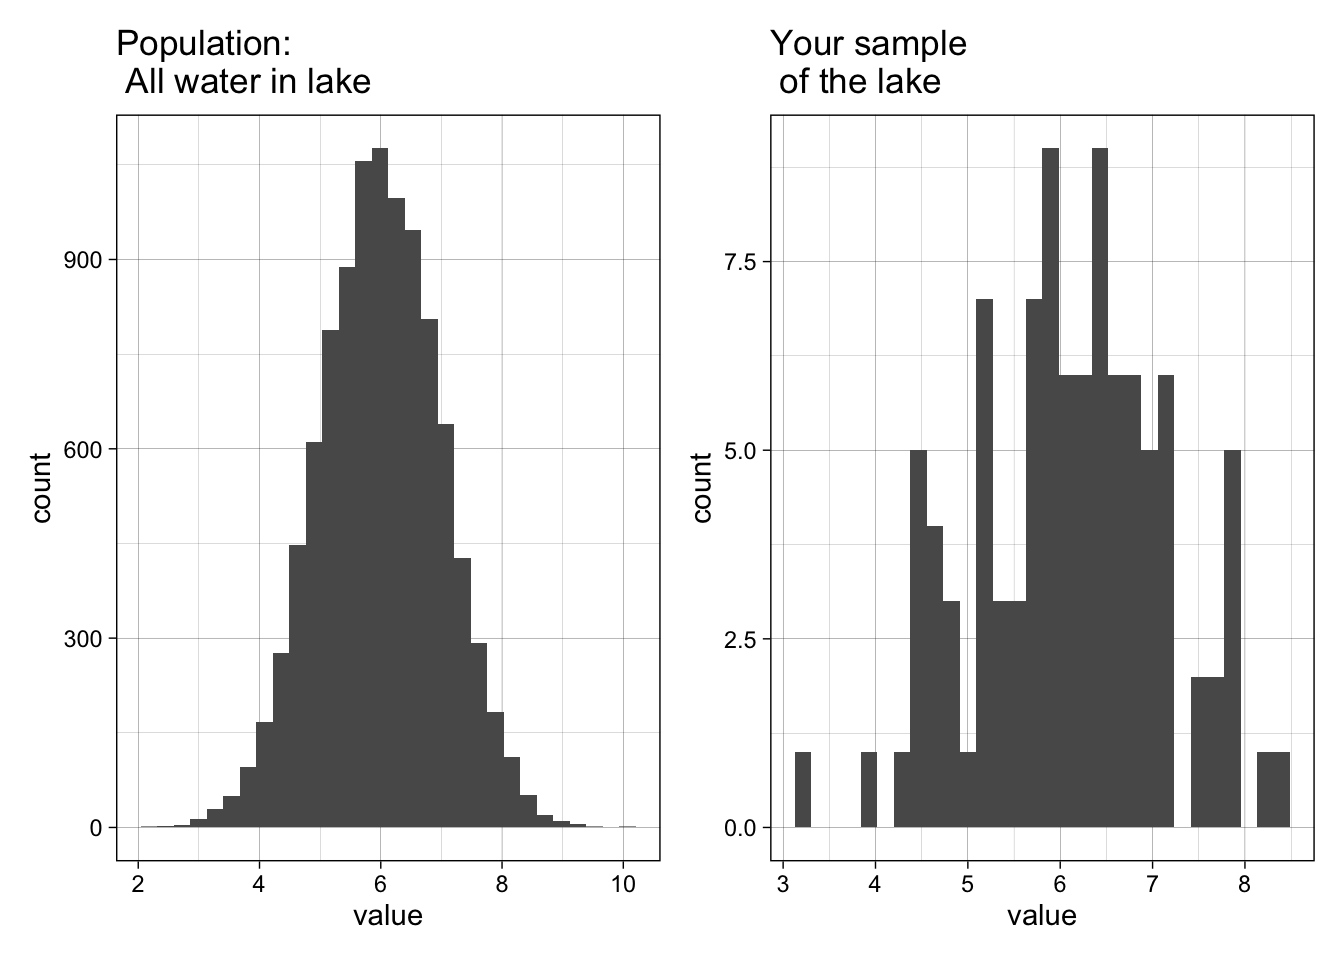 Population:
All water in lake
count
900
600
300
0
2 4 6 8 10
value
Your sample
of the lake
count
7.5
5.0
2.5
0.0
3 4 5 6 7 8
value